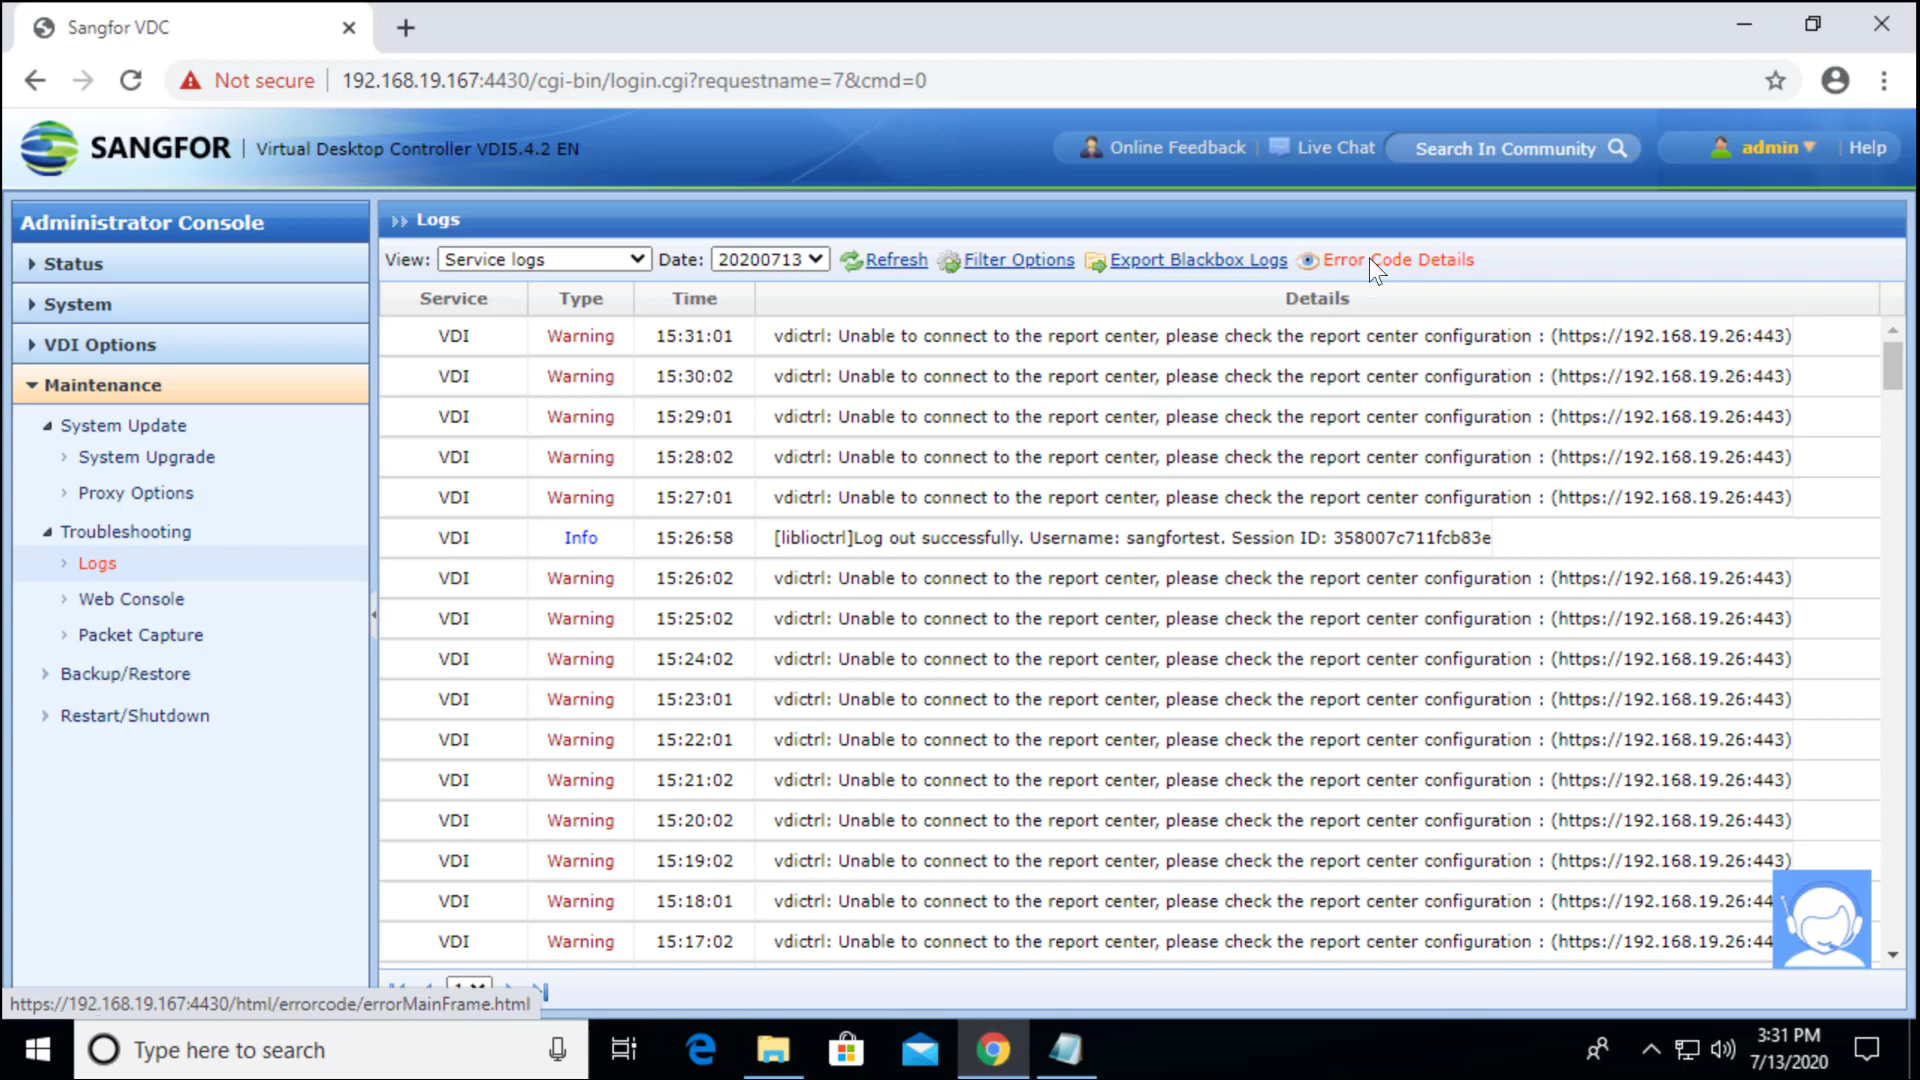 Sangfor VDC
Not secure 192.168.19.167:4430/cgi-bin/login.cgi?requestname=7&cmd=0
SANGFOR Virtual Desktop Controller VDI5.4.2 EN Online Feedback Live Chat Search In Community admin Help
Administrator Console
Status
System
VDI Options
Maintenance
System Update
System Upgrade
Proxy Options
Troubleshooting
Logs
Web Console
Packet Capture
Backup/Restore
Restart/Shutdown
Logs
View: Service logs Date: 20200713 Refresh Filter Options Export Blackbox Logs Error Code Details
Service Type Time Details
VDI Warning 15:31:01 vdictrl: Unable to connect to the report center, please check the report center configuration : (https://192.168.19.26:443)
VDI Warning 15:30:02 vdictrl: Unable to connect to the report center, please check the report center configuration : (https://192.168.19.26:443)
VDI Warning 15:29:01 vdictrl: Unable to connect to the report center, please check the report center configuration : (https://192.168.19.26:443)
VDI Warning 15:28:02 vdictrl: Unable to connect to the report center, please check the report center configuration : (https://192.168.19.26:443)
VDI Warning 15:27:01 vdictrl: Unable to connect to the report center, please check the report center configuration : (https://192.168.19.26:443)
VDI Info 15:26:58 [liblioctrl]Log out successfully. Username: sangfortest. Session ID: 358007c711fcb83e
VDI Warning 15:26:02 vdictrl: Unable to connect to the report center, please check the report center configuration : (https://192.168.19.26:443)
VDI Warning 15:25:02 vdictrl: Unable to connect to the report center, please check the report center configuration : (https://192.168.19.26:443)
VDI Warning 15:24:02 vdictrl: Unable to connect to the report center, please check the report center configuration : (https://192.168.19.26:443)
VDI Warning 15:23:01 vdictrl: Unable to connect to the report center, please check the report center configuration : (https://192.168.19.26:443)
VDI Warning 15:22:01 vdictrl: Unable to connect to the report center, please check the report center configuration : (https://192.168.19.26:443)
VDI Warning 15:21:02 vdictrl: Unable to connect to the report center, please check the report center configuration : (https://192.168.19.26:443)
VDI Warning 15:20:02 vdictrl: Unable to connect to the report center, please check the report center configuration : (https://192.168.19.26:443)
VDI Warning 15:19:02 vdictrl: Unable to connect to the report center, please check the report center configuration : (https://192.168.19.26:443)
VDI Warning 15:18:01 vdictrl: Unable to connect to the report center, please check the report center configuration : (https://192.168.19.26:44
VDI Warning 15:17:02 vdictrl: Unable to connect to the report center, please check the report center configuration : (https://192.168.19.26:44
1
https://192.168.19.167:4430/html/errorcode/errorMainFrame.html
Type here to search
3:31 PM
7/13/2020